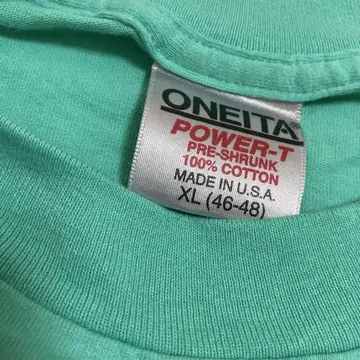 ONEITA®
POWER-T
PRE-SHRUNK
100% COTTON
MADE IN U.S.A.
XL (46-48)